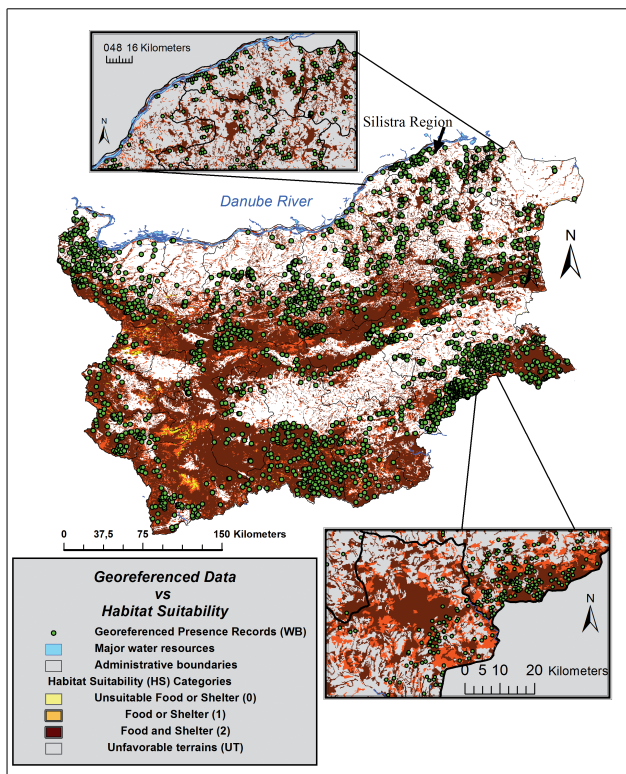 048 16 Kilometers
N
Silistra Region
Danube River
N
0 37,5 75 150 Kilometers
N
0 5 10 20 Kilometers
Georeferenced Data
vs
Habitat Suitability
Georeferenced Presence Records (WB)
Major water resources
Administrative boundaries
Habitat Suitability (HS) Categories
Unsuitable Food or Shelter (0)
Food or Shelter (1)
Food and Shelter (2)
Unfavorable terrains (UT)